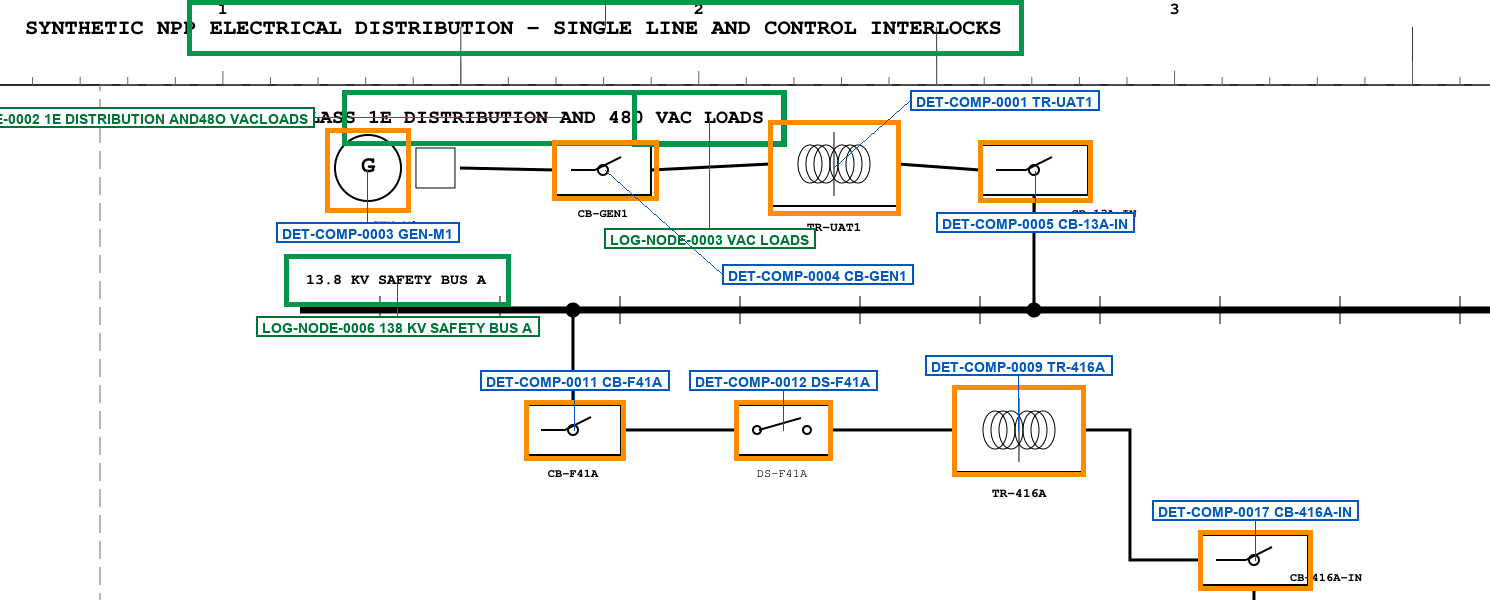 1 2 3
SYNTHETIC NPP ELECTRICAL DISTRIBUTION – SINGLE LINE AND CONTROL INTERLOCKS
DET-COMP-0001 TR-UAT1
E-0002 1E DISTRIBUTION AND48O VACLOADS
LASS 1E DISTRIBUTION AND 480 VAC LOADS
G
CB-GEN1
DET-COMP-0005 CB-13A-IN
TR-UAT1
DET-COMP-0003 GEN-M1
LOG-NODE-0003 VAC LOADS
DET-COMP-0004 CB-GEN1
13.8 KV SAFETY BUS A
LOG-NODE-0006 138 KV SAFETY BUS A
DET-COMP-0009 TR-416A
DET-COMP-0011 CB-F41A
DET-COMP-0012 DS-F41A
CB-F41A
DS-F41A
TR-416A
DET-COMP-0017 CB-416A-IN
CB-416A-IN